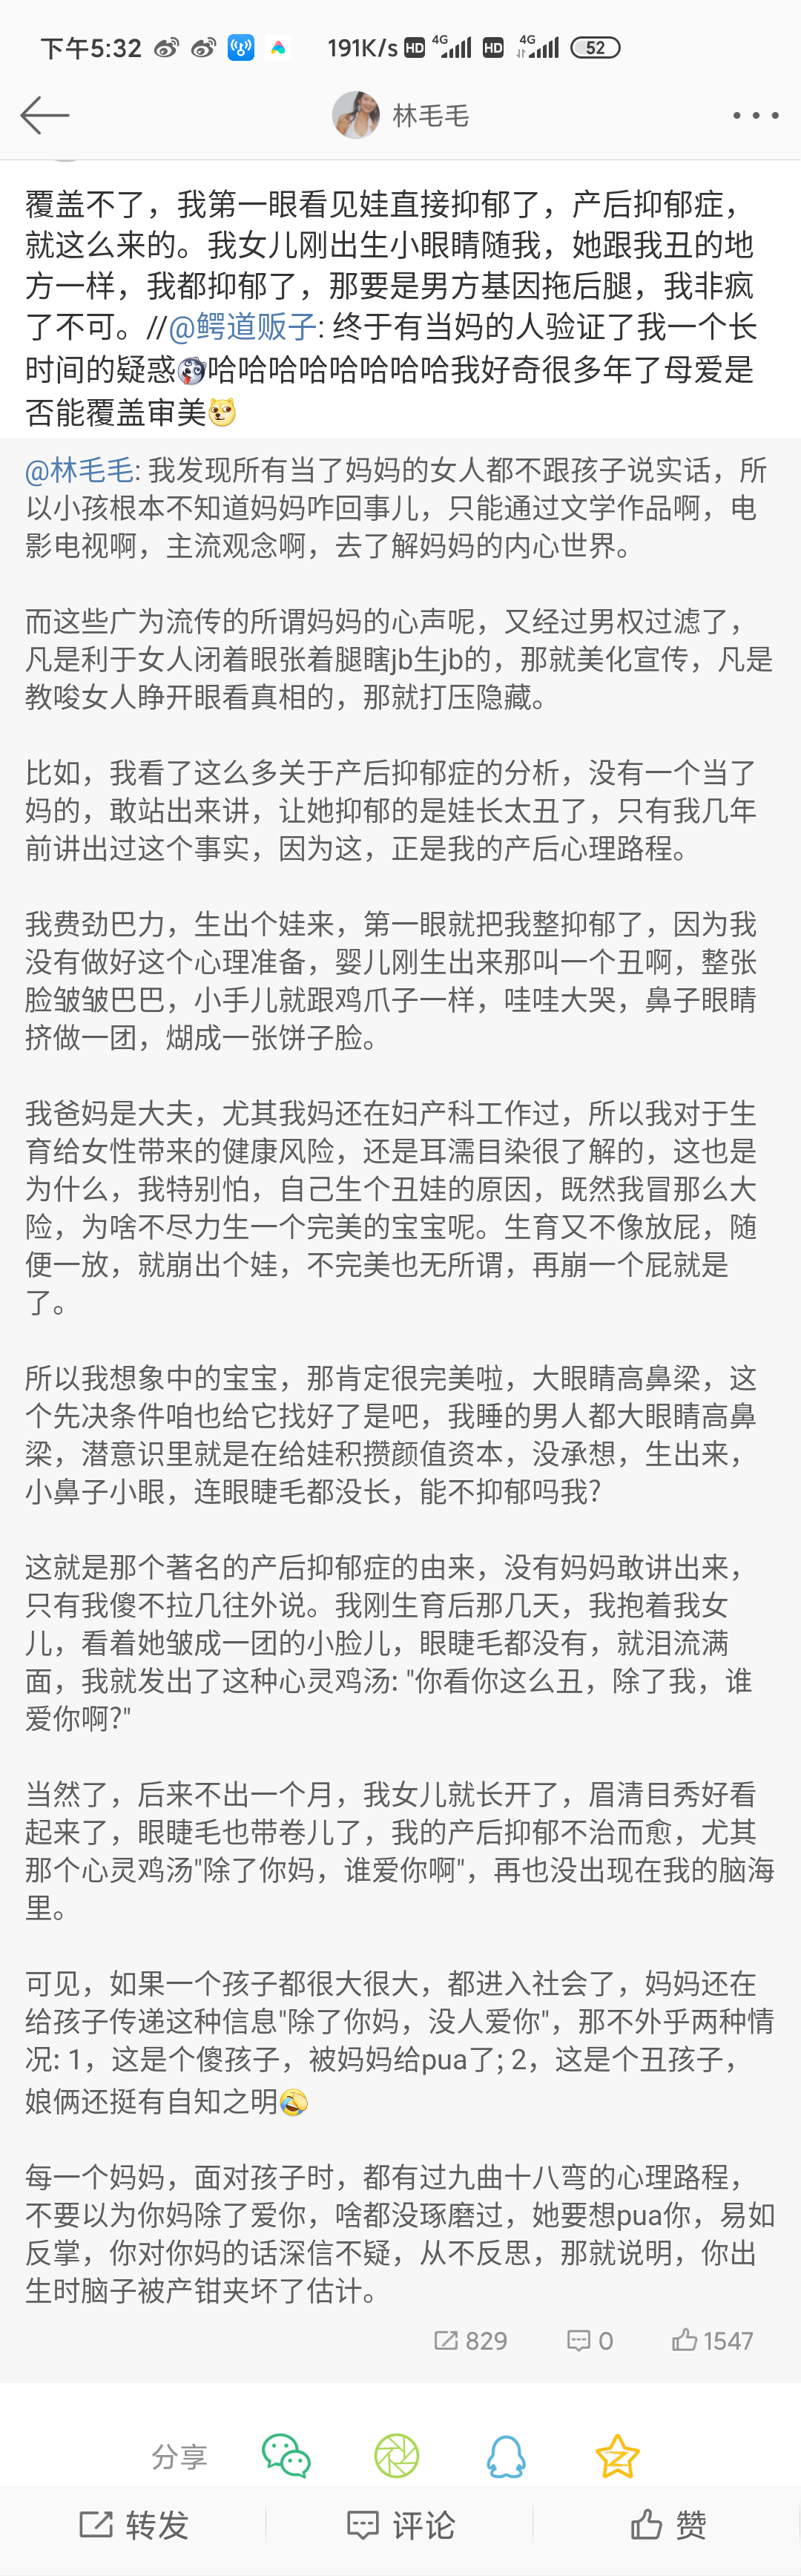 下午5:32
191K/s HD 4G HD 4G 52
林毛毛
覆盖不了，我第一眼看见娃直接抑郁了，产后抑郁症，
就这么来的。我女儿刚出生小眼睛随我，她跟我丑的地
方一样，我都抑郁了，那要是男方基因拖后腿，我非疯
了不可。//@鳄道贩子: 终于有当妈的人验证了我一个长
时间的疑惑哈哈哈哈哈哈哈哈我好奇很多年了母爱是
否能覆盖审美
@林毛毛: 我发现所有当了妈妈的女人都不跟孩子说实话，所
以小孩根本不知道妈妈咋回事儿，只能通过文学作品啊，电
影电视啊，主流观念啊，去了解妈妈的内心世界。
而这些广为流传的所谓妈妈的心声呢，又经过男权过滤了，
凡是利于女人闭着眼张着腿瞎jb生jb的，那就美化宣传，凡是
教唆女人睁开眼看真相的，那就打压隐藏。
比如，我看了这么多关于产后抑郁症的分析，没有一个当了
妈的，敢站出来讲，让她抑郁的是娃长太丑了，只有我几年
前讲出过这个事实，因为这，正是我的产后心理路程。
我费劲巴力，生出个娃来，第一眼就把我整抑郁了，因为我
没有做好这个心理准备，婴儿刚生出来那叫一个丑啊，整张
脸皱皱巴巴，小手儿就跟鸡爪子一样，哇哇大哭，鼻子眼睛
挤做一团，煳成一张饼子脸。
我爸妈是大夫，尤其我妈还在妇产科工作过，所以我对于生
育给女性带来的健康风险，还是耳濡目染很了解的，这也是
为什么，我特别怕，自己生个丑娃的原因，既然我冒那么大
险，为啥不尽力生一个完美的宝宝呢。生育又不像放屁，随
便一放，就崩出个娃，不完美也无所谓，再崩一个屁就是
了。
所以我想象中的宝宝，那肯定很完美啦，大眼睛高鼻梁，这
个先决条件咱也给它找好了是吧，我睡的男人都大眼睛高鼻
梁，潜意识里就是在给娃积攒颜值资本，没承想，生出来，
小鼻子小眼，连眼睫毛都没长，能不抑郁吗我?
这就是那个著名的产后抑郁症的由来，没有妈妈敢讲出来，
只有我傻不拉几往外说。我刚生育后那几天，我抱着我女
儿，看着她皱成一团的小脸儿，眼睫毛都没有，就泪流满
面，我就发出了这种心灵鸡汤: "你看你这么丑，除了我，谁
爱你啊?"
当然了，后来不出一个月，我女儿就长开了，眉清目秀好看
起来了，眼睫毛也带卷儿了，我的产后抑郁不治而愈，尤其
那个心灵鸡汤"除了你妈，谁爱你啊"，再也没出现在我的脑海
里。
可见，如果一个孩子都很大很大，都进入社会了，妈妈还在
给孩子传递这种信息"除了你妈，没人爱你"，那不外乎两种情
况: 1，这是个傻孩子，被妈妈给pua了; 2，这是个丑孩子，
娘俩还挺有自知之明
每一个妈妈，面对孩子时，都有过九曲十八弯的心理路程，
不要以为你妈除了爱你，啥都没琢磨过，她要想pua你，易如
反掌，你对你妈的话深信不疑，从不反思，那就说明，你出
生时脑子被产钳夹坏了估计。
829 0 1547
分享
转发 评论 赞